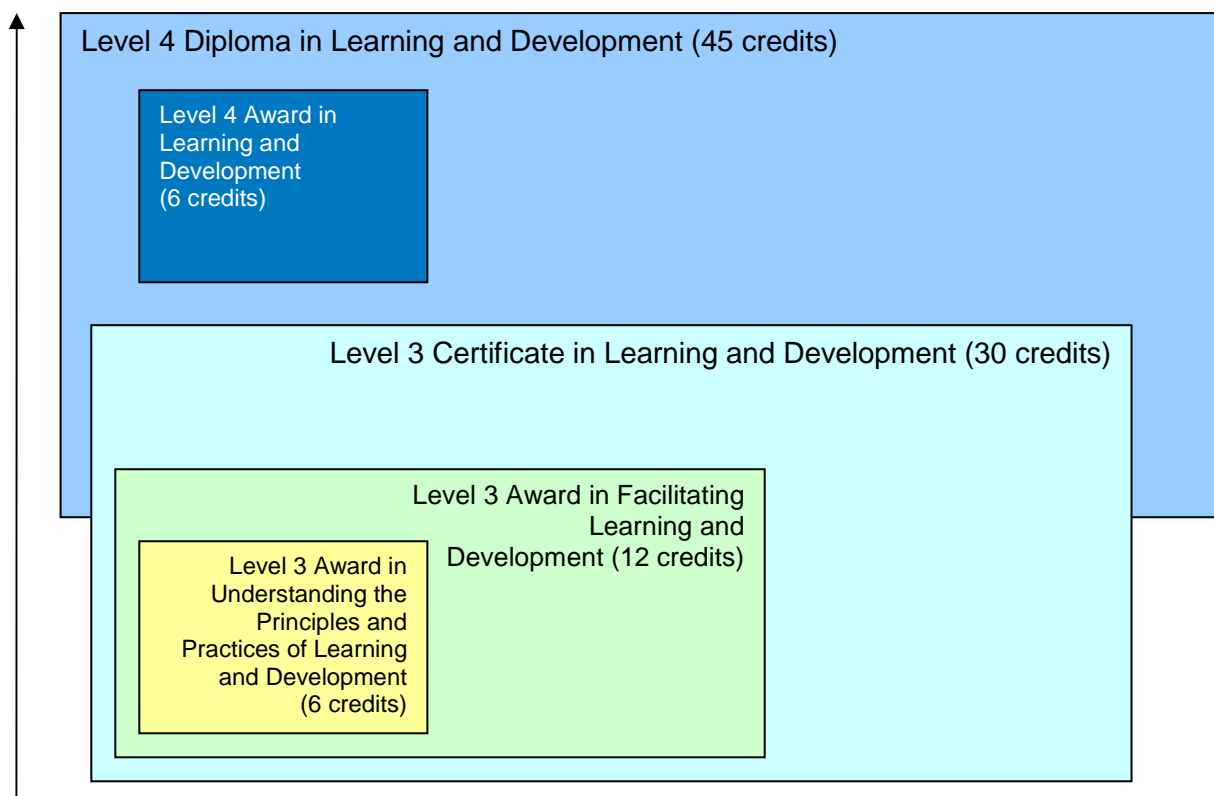 Level 4 Diploma in Learning and Development (45 credits)
Level 4 Award in
Learning and
Development
(6 credits)
Level 3 Certificate in Learning and Development (30 credits)
Level 3 Award in Facilitating
Learning and
Development (12 credits)
Level 3 Award in
Understanding the
Principles and
Practices of Learning
and Development
(6 credits)